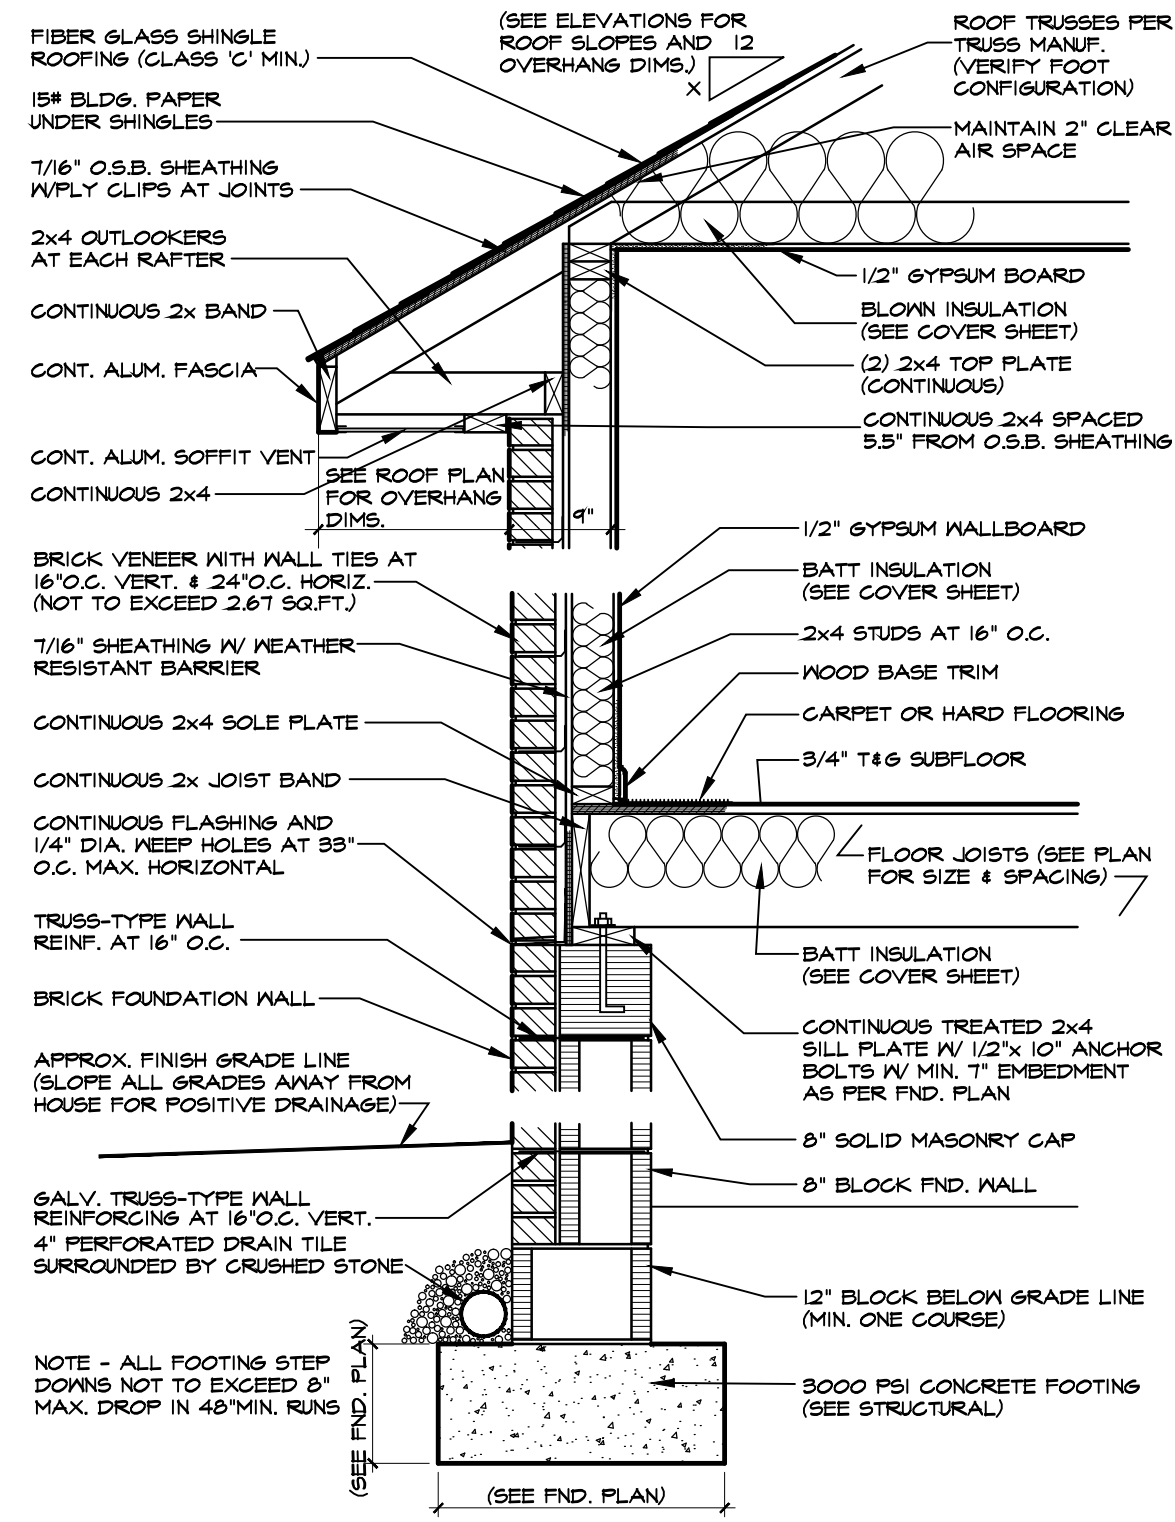 (SEE ELEVATIONS FOR
ROOF SLOPES AND
OVERHANG DIMS.)
12
X
FIBER GLASS SHINGLE
ROOFING (CLASS 'C' MIN.)
15# BLDG. PAPER
UNDER SHINGLES
7/16" O.S.B. SHEATHING
W/PLY CLIPS AT JOINTS
2x4 OUTLOOKERS
AT EACH RAFTER
CONTINUOUS 2x BAND
CONT. ALUM. FASCIA
CONT. ALUM. SOFFIT VENT
CONTINUOUS 2x4
SEE ROOF PLAN
FOR OVERHANG
DIMS.
9"
ROOF TRUSSES PER
TRUSS MANUF.
(VERIFY FOOT
CONFIGURATION)
MAINTAIN 2" CLEAR
AIR SPACE
1/2" GYPSUM BOARD
BLOWN INSULATION
(SEE COVER SHEET)
(2) 2x4 TOP PLATE
(CONTINUOUS)
CONTINUOUS 2x4 SPACED
5.5" FROM O.S.B. SHEATHING
BRICK VENEER WITH WALL TIES AT
16"O.C. VERT. & 24"O.C. HORIZ.
(NOT TO EXCEED 2.67 SQ.FT.)
7/16" SHEATHING W/ WEATHER
RESISTANT BARRIER
CONTINUOUS 2x4 SOLE PLATE
CONTINUOUS 2x JOIST BAND
CONTINUOUS FLASHING AND
1/4" DIA. WEEP HOLES AT 33"
O.C. MAX. HORIZONTAL
TRUSS-TYPE WALL
REINF. AT 16" O.C.
BRICK FOUNDATION WALL
APPROX. FINISH GRADE LINE
(SLOPE ALL GRADES AWAY FROM
HOUSE FOR POSITIVE DRAINAGE)
GALV. TRUSS-TYPE WALL
REINFORCING AT 16"O.C. VERT.
4" PERFORATED DRAIN TILE
SURROUNDED BY CRUSHED STONE
NOTE - ALL FOOTING STEP
DOWNS NOT TO EXCEED 8"
MAX. DROP IN 48"MIN. RUNS
(SEE FND. PLAN)
(SEE FND. PLAN)
1/2" GYPSUM WALLBOARD
BATT INSULATION
(SEE COVER SHEET)
2x4 STUDS AT 16" O.C.
WOOD BASE TRIM
CARPET OR HARD FLOORING
3/4" T&G SUBFLOOR
FLOOR JOISTS (SEE PLAN
FOR SIZE & SPACING)
BATT INSULATION
(SEE COVER SHEET)
CONTINUOUS TREATED 2x4
SILL PLATE W/ 1/2"x 10" ANCHOR
BOLTS W/ MIN. 7" EMBEDMENT
AS PER FND. PLAN
8" SOLID MASONRY CAP
8" BLOCK FND. WALL
12" BLOCK BELOW GRADE LINE
(MIN. ONE COURSE)
3000 PSI CONCRETE FOOTING
(SEE STRUCTURAL)